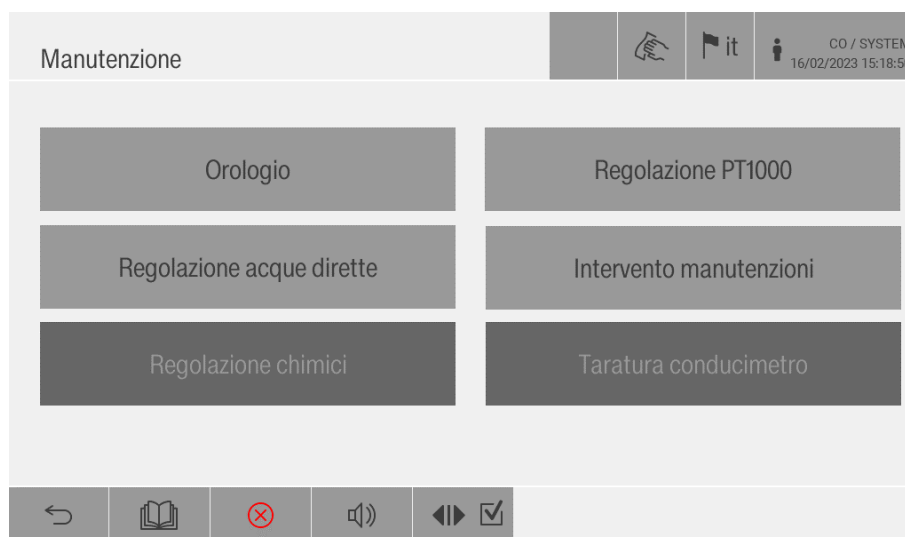 Manutenzione
it
CO / SYSTEM
16/02/2023 15:18:5
Orologio
Regolazione PT1000
Regolazione acque dirette
Intervento manutenzioni
Regolazione chimici
Taratura conducimetro